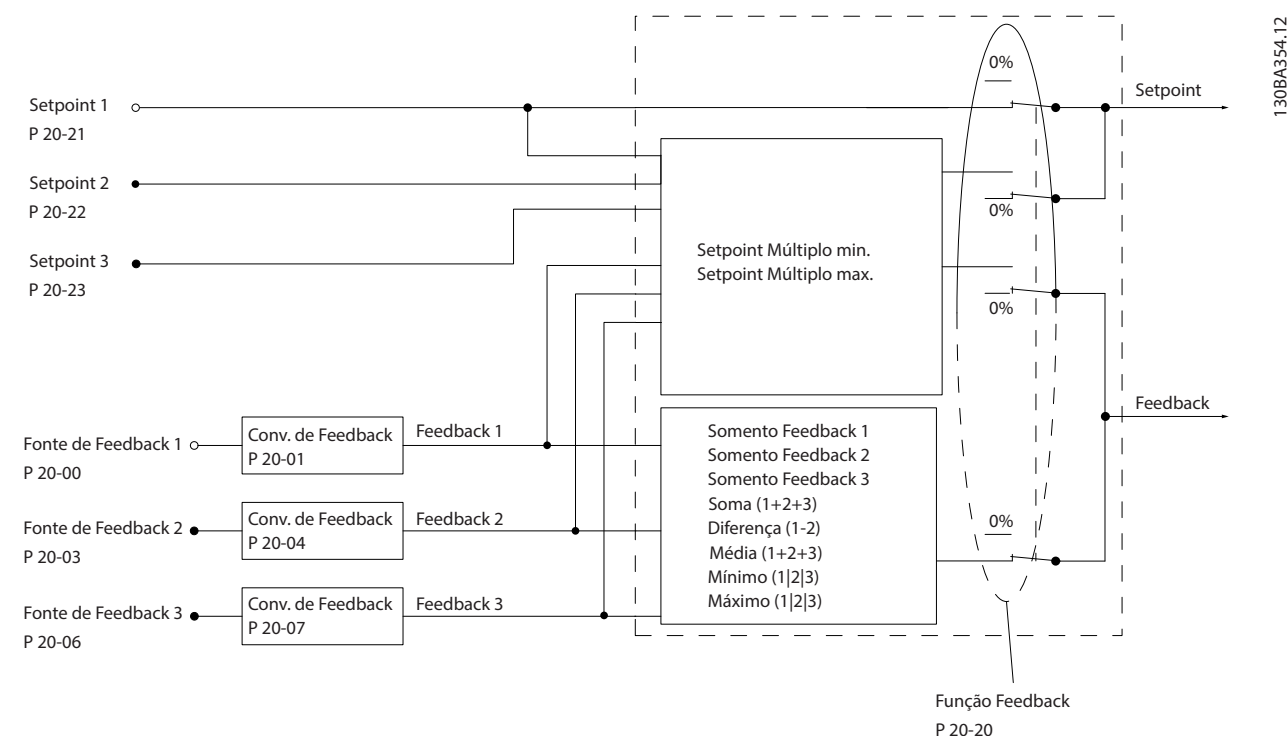 130BA354.12
0%
Setpoint 1
P 20-21
Setpoint
Setpoint 2
P 20-22
0%
Setpoint 3
P 20-23
Setpoint Múltiplo min.
Setpoint Múltiplo max.
0%
Feedback
Fonte de Feedback 1
P 20-00
Conv. de Feedback
P 20-01
Feedback 1
Fonte de Feedback 2
P 20-03
Conv. de Feedback
P 20-04
Feedback 2
Fonte de Feedback 3
P 20-06
Conv. de Feedback
P 20-07
Feedback 3
Somento Feedback 1
Somento Feedback 2
Somento Feedback 3
Soma (1+2+3)
Diferença (1-2)
Média (1+2+3)
Mínimo (1|2|3)
Máximo (1|2|3)
0%
Função Feedback
P 20-20